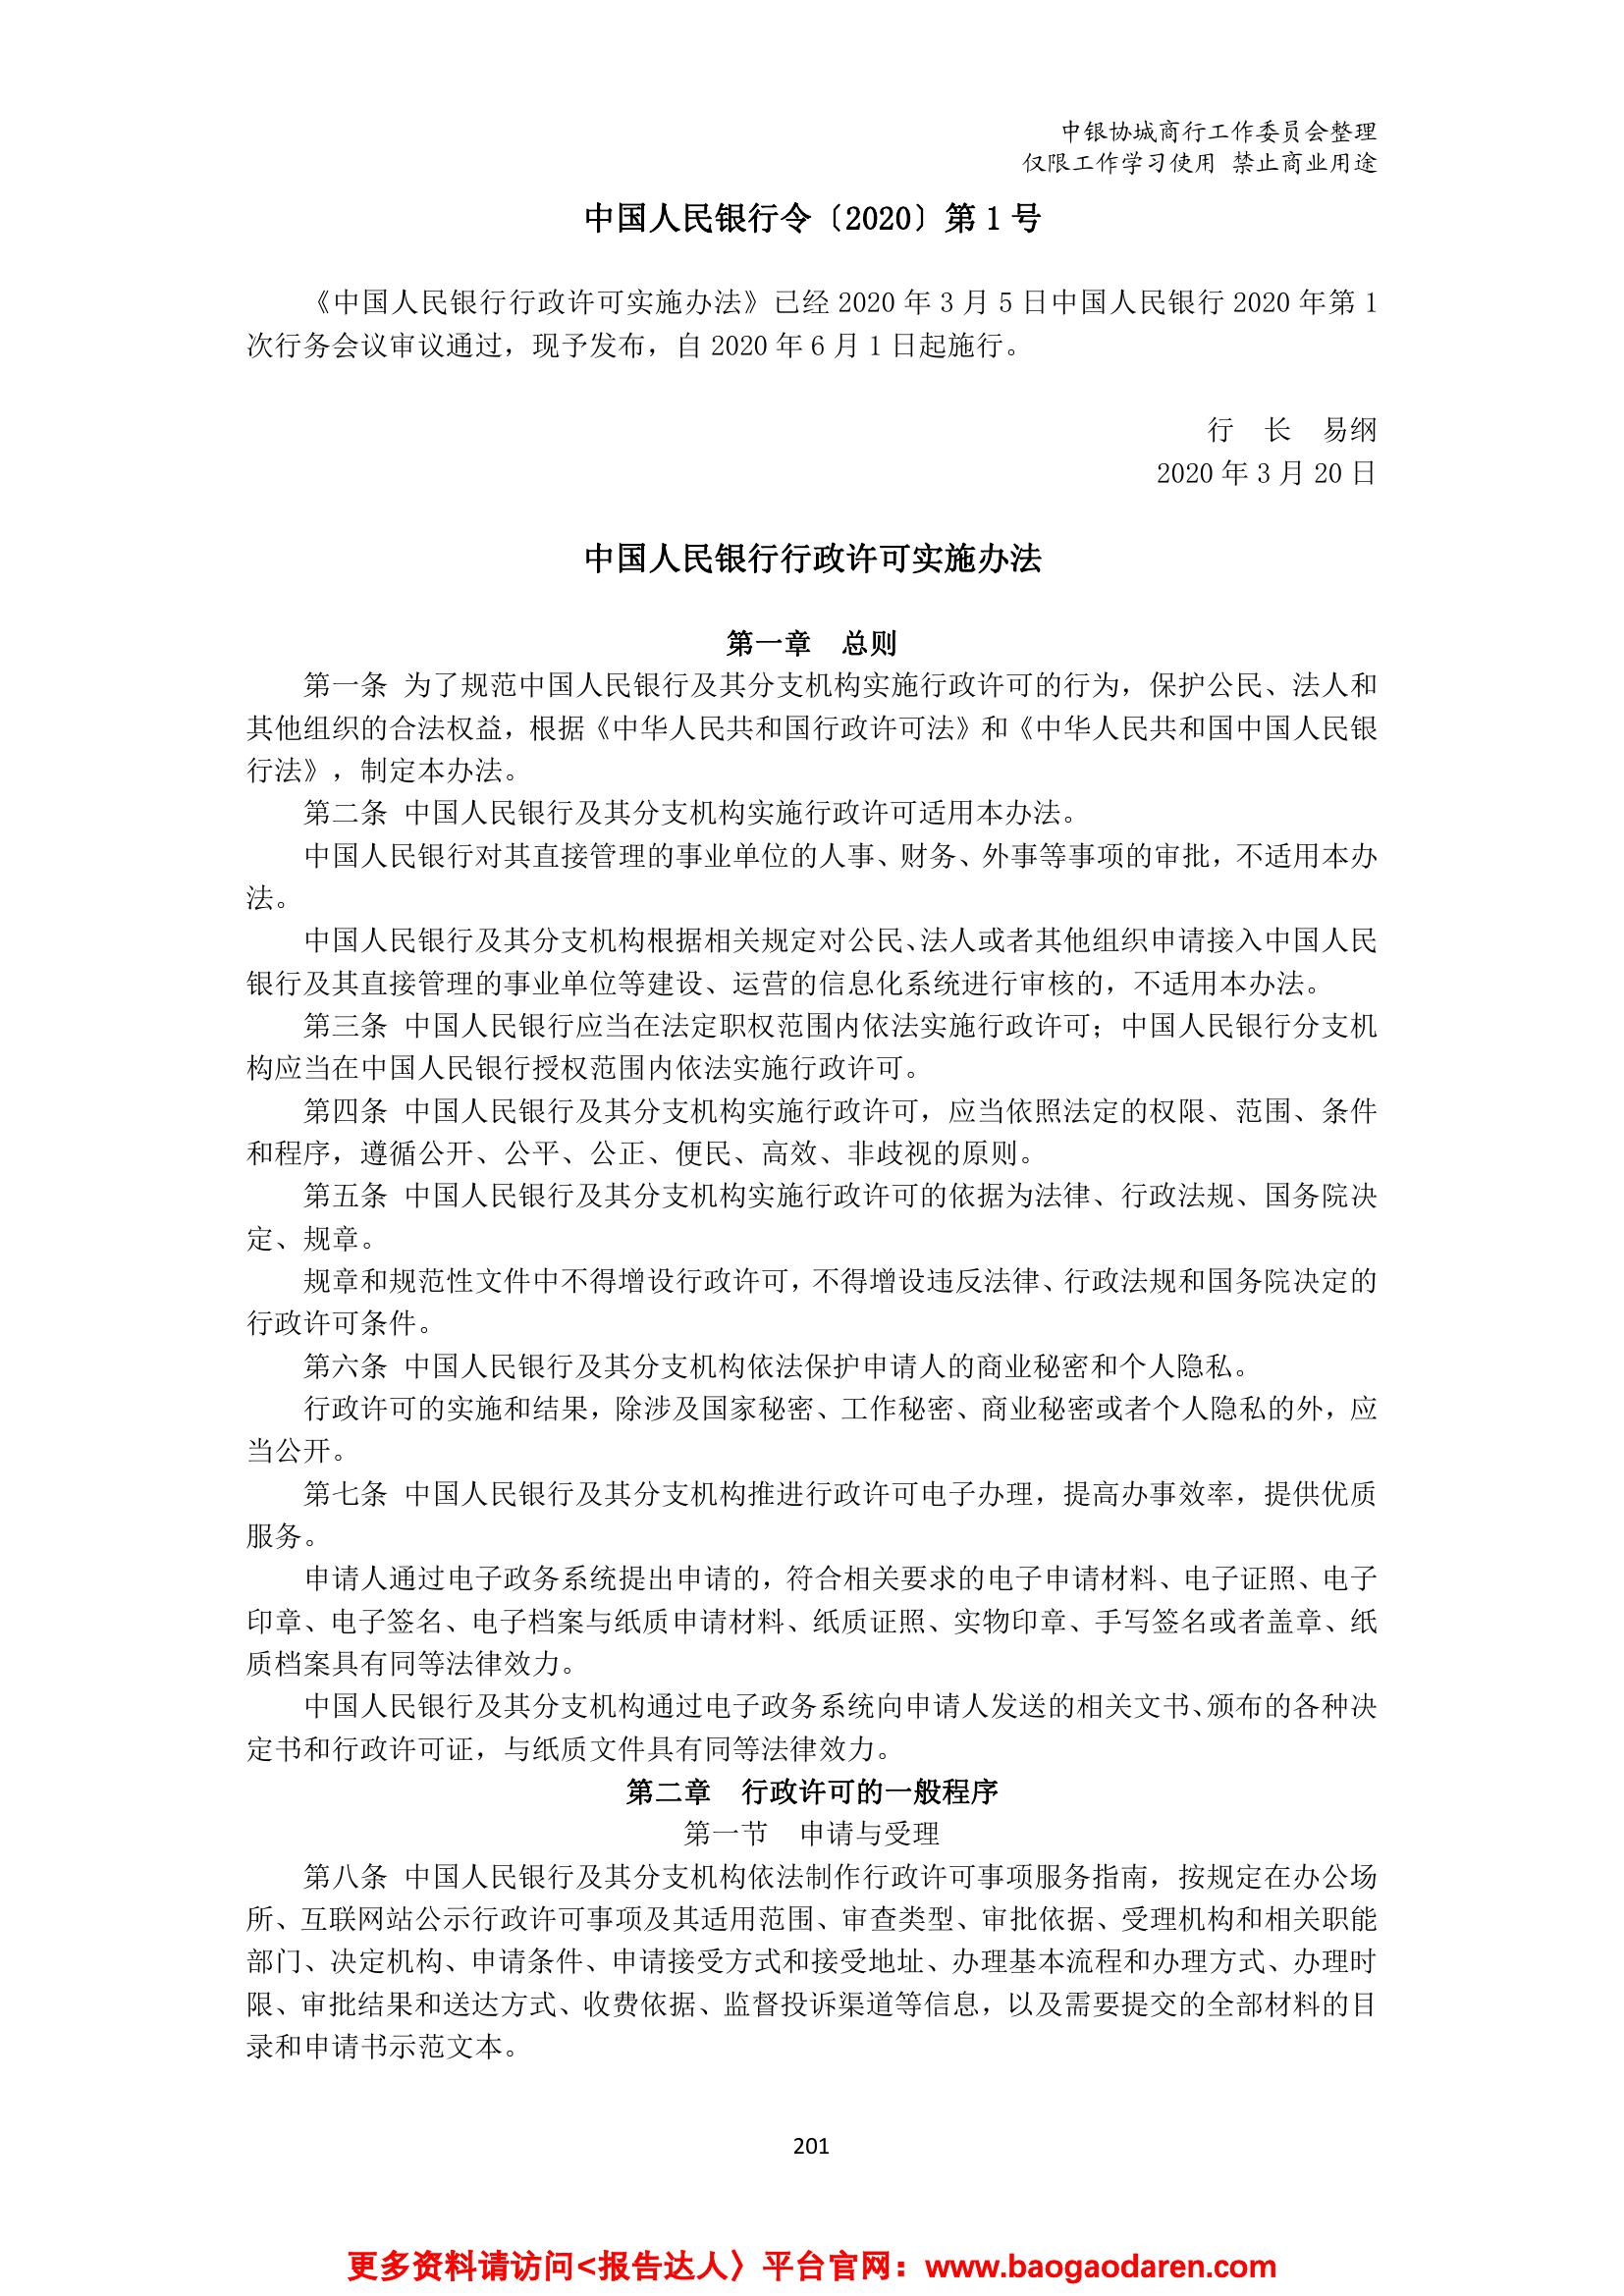 中银协城商行工作委员会整理
仅限工作学习使用 禁止商业用途
中国人民银行令〔2020〕第 1 号
《中国人民银行行政许可实施办法》已经 2020 年 3 月 5 日中国人民银行 2020 年第 1
次行务会议审议通过，现予发布，自 2020 年 6 月 1 日起施行。
行　长　易纲
2020 年 3 月 20 日
中国人民银行行政许可实施办法
第一章　总则
第一条 为了规范中国人民银行及其分支机构实施行政许可的行为，保护公民、法人和
其他组织的合法权益，根据《中华人民共和国行政许可法》和《中华人民共和国中国人民银
行法》，制定本办法。
第二条 中国人民银行及其分支机构实施行政许可适用本办法。
中国人民银行对其直接管理的事业单位的人事、财务、外事等事项的审批，不适用本办
法。
中国人民银行及其分支机构根据相关规定对公民、法人或者其他组织申请接入中国人民
银行及其直接管理的事业单位等建设、运营的信息化系统进行审核的，不适用本办法。
第三条 中国人民银行应当在法定职权范围内依法实施行政许可；中国人民银行分支机
构应当在中国人民银行授权范围内依法实施行政许可。
第四条 中国人民银行及其分支机构实施行政许可，应当依照法定的权限、范围、条件
和程序，遵循公开、公平、公正、便民、高效、非歧视的原则。
第五条 中国人民银行及其分支机构实施行政许可的依据为法律、行政法规、国务院决
定、规章。
规章和规范性文件中不得增设行政许可，不得增设违反法律、行政法规和国务院决定的
行政许可条件。
第六条 中国人民银行及其分支机构依法保护申请人的商业秘密和个人隐私。
行政许可的实施和结果，除涉及国家秘密、工作秘密、商业秘密或者个人隐私的外，应
当公开。
第七条 中国人民银行及其分支机构推进行政许可电子办理，提高办事效率，提供优质
服务。
申请人通过电子政务系统提出申请的，符合相关要求的电子申请材料、电子证照、电子
印章、电子签名、电子档案与纸质申请材料、纸质证照、实物印章、手写签名或者盖章、纸
质档案具有同等法律效力。
中国人民银行及其分支机构通过电子政务系统向申请人发送的相关文书、颁布的各种决
定书和行政许可证，与纸质文件具有同等法律效力。
第二章　行政许可的一般程序
第一节　申请与受理
第八条 中国人民银行及其分支机构依法制作行政许可事项服务指南，按规定在办公场
所、互联网站公示行政许可事项及其适用范围、审查类型、审批依据、受理机构和相关职能
部门、决定机构、申请条件、申请接受方式和接受地址、办理基本流程和办理方式、办理时
限、审批结果和送达方式、收费依据、监督投诉渠道等信息，以及需要提交的全部材料的目
录和申请书示范文本。
201
更多资料请访问<报告达人〉平台官网：www.baogaodaren.com